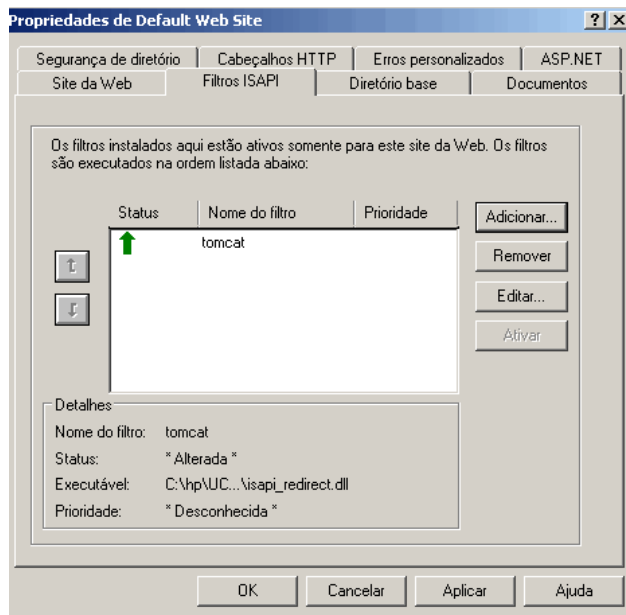 Propriedades de Default Web Site
Segurança de diretório Cabeçalhos HTTP Erros personalizados ASP.NET
Site da Web Filtros ISAPI Diretório base Documentos
Os filtros instalados aqui estão ativos somente para este site da Web. Os filtros
são executados na ordem listada abaixo:
Status Nome do filtro Prioridade
tomcat
Adicionar...
Remover
Editar...
Ativar
Detalhes
Nome do filtro: tomcat
Status: * Alterada *
Executável: C:\hp\UC...\isapi_redirect.dll
Prioridade: * Desconhecida *
OK Cancelar Aplicar Ajuda